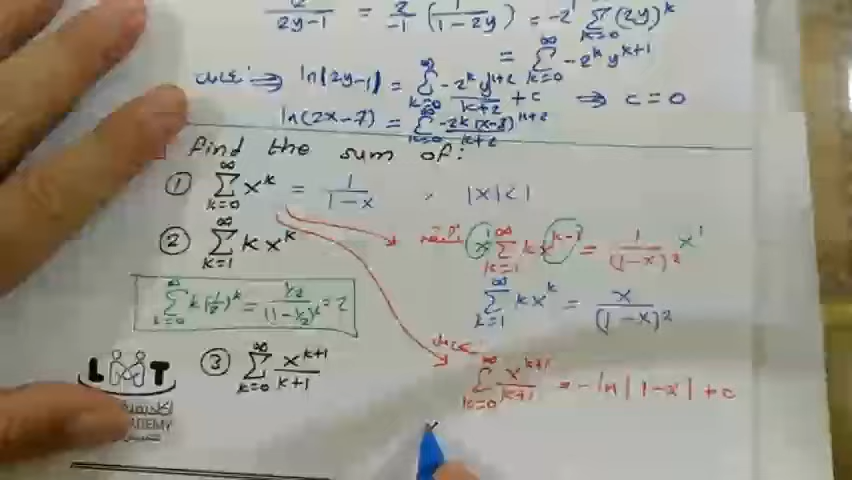 2y-1 = 2/-1 (1/(1-2y)) = -2 Σ_{k=0} (2y)^k
= Σ_{k=0}^∞ -2^k y^{k+1}
⇒ ln|2y-1| = Σ_{k=0}^∞ -2^k y^{k+2}/(k+2) + c ⇒ c = 0
ln(2x-7) = Σ_{k=0}^∞ -2^k (x-3)^{k+2}/(k+2)
find the sum of:
① Σ_{k=0}^∞ x^k = 1/(1-x) , |x|<1
x Σ_{k=1}^∞ k x^{k-1} = 1/(1-x)^2 x^1
② Σ_{k=1}^∞ k x^k
Σ_{k=1}^∞ k x^k = x/(1-x)^2
Σ_{k=0}^∞ k(1/2)^k = (1/2)/(1-1/2)^2 = 2
③ Σ_{k=0}^∞ x^{k+1}/(k+1)
Σ_{k=0}^∞ x^{k+1}/(k+1) = -ln|1-x| + c